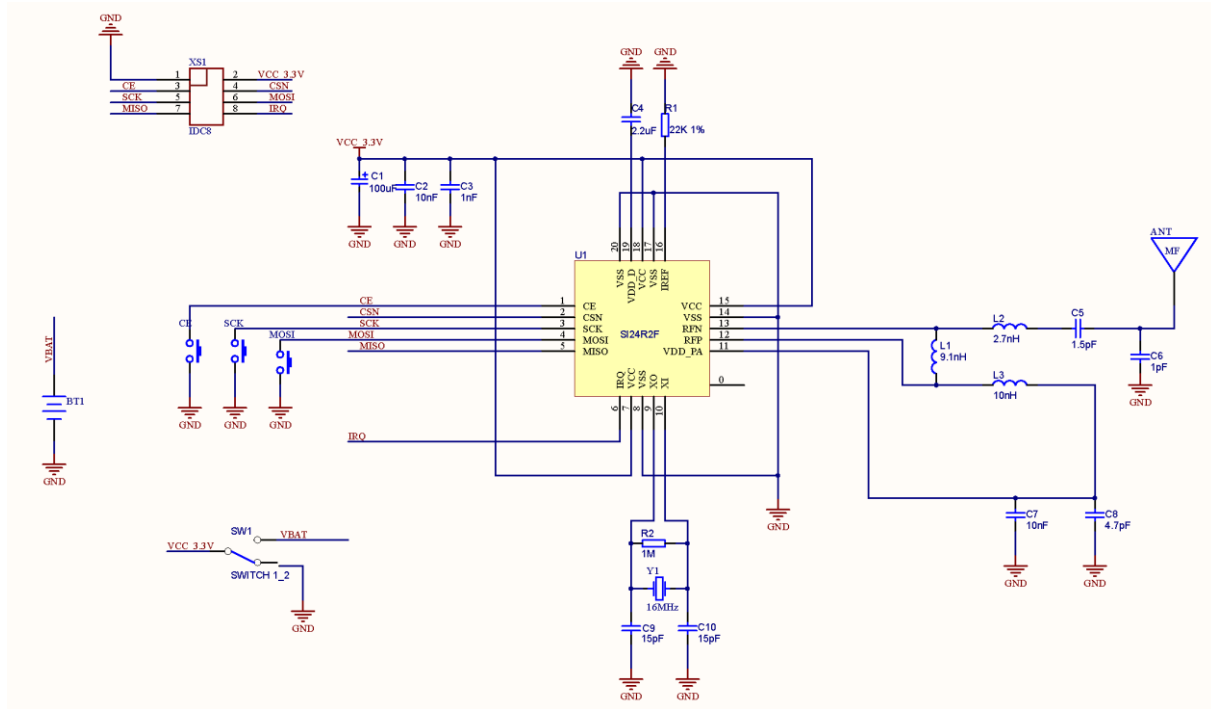 GND
XS1
1 2 VCC_3.3V
CE 3 4 CSN
SCK 5 6 MOSI
MISO 7 8 IRQ
IDC8
GND GND
C4
2.2uF
R1
22K 1%
VCC_3.3V
C1
100uF
C2
10nF
C3
1nF
GND GND GND
U1
20 19 18 17 16
VSS VDD_D VCC VSS IREF
CE 1 CE
CSN 2 CSN
SCK 3 SCK
MOSI 4 MOSI
MISO 5 MISO
SI24R2F
VCC 15
VSS 14
RFN 13
RFP 12
VDD_PA 11
0
IRQ VCC VSS XO XI
6 7 8 9 10
IRQ
CE SCK MOSI
GND GND GND
VBAT
BT1
GND
ANT
MF
L2
2.7nH
C5
1.5pF
L1
9.1nH
C6
1pF
GND
L3
10nH
GND
C7
10nF
C8
4.7pF
GND GND
SW1
VBAT
VCC_3.3V
SWITCH 1_2
GND
R2
1M
Y1
16MHz
C9
15pF
C10
15pF
GND GND